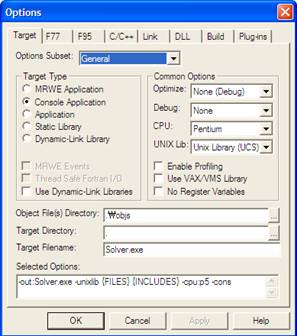 Options
Target F77 F95 C/C++ Link DLL Build Plug-ins
Options Subset: General
Target Type
MRWE Application
Console Application
Application
Static Library
Dynamic-Link Library
MRWE Events
Thread Safe Fortran I/O
Use Dynamic-Link Libraries
Common Options
Optimize: None (Debug)
Debug: None
CPU: Pentium
UNIX Lib: Unix Library (UCS)
Enable Profiling
Use VAX/VMS Library
No Register Variables
Object File(s) Directory: .₩objs ...
Target Directory: . ...
Target Filename: Solver.exe
Selected Options:
-out:Solver.exe -unixlib {FILES} {INCLUDES} -cpu:p5 -cons
OK Cancel Apply Help